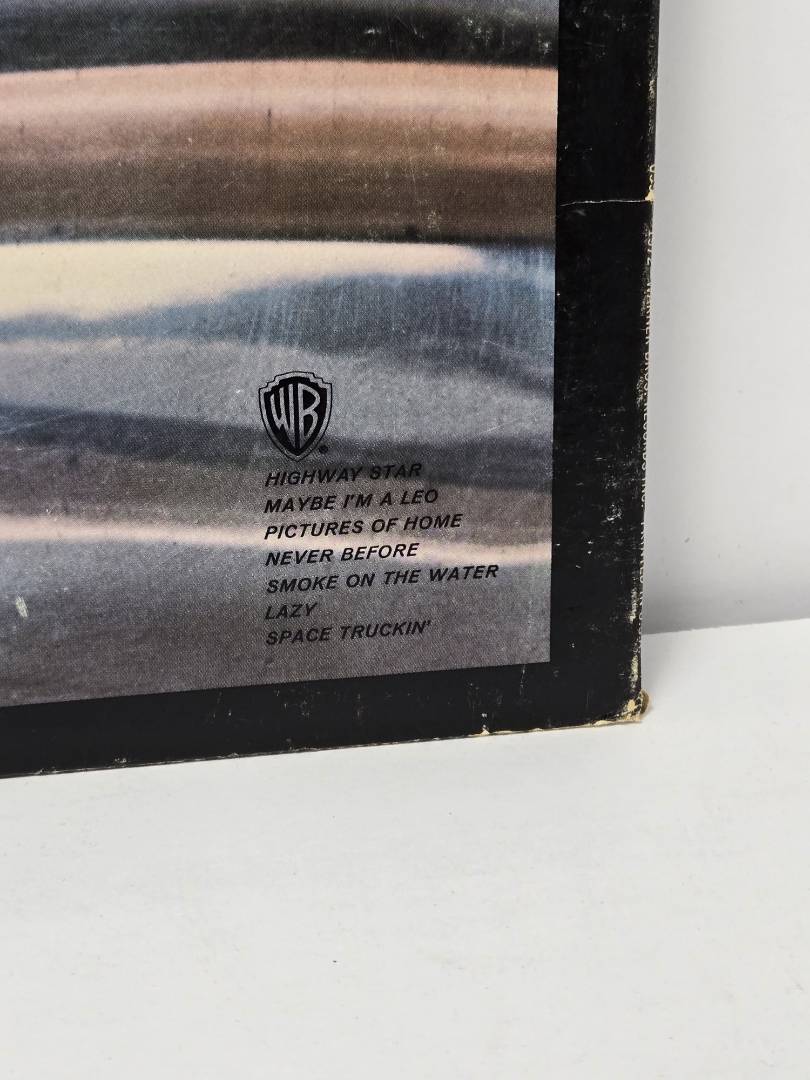 WB
HIGHWAY STAR
MAYBE I'M A LEO
PICTURES OF HOME
NEVER BEFORE
SMOKE ON THE WATER
LAZY
SPACE TRUCKIN'